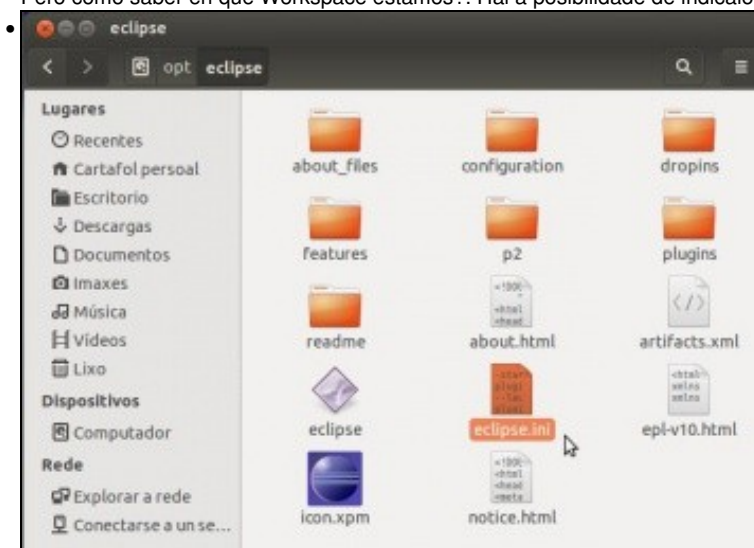 Pero como saber en que Workspace estamos?. Hai a posibilidade de indicalo
eclipse
opt eclipse
Lugares
Recentes
Cartafol persoal
Escritorio
Descargas
Documentos
Imaxes
Música
Vídeos
Lixo
Dispositivos
Computador
Rede
Explorar a rede
Conectarse a un se...
about_files configuration dropins
features p2 plugins
readme about.html artifacts.xml
eclipse eclipse.ini epl-v10.html
icon.xpm notice.html